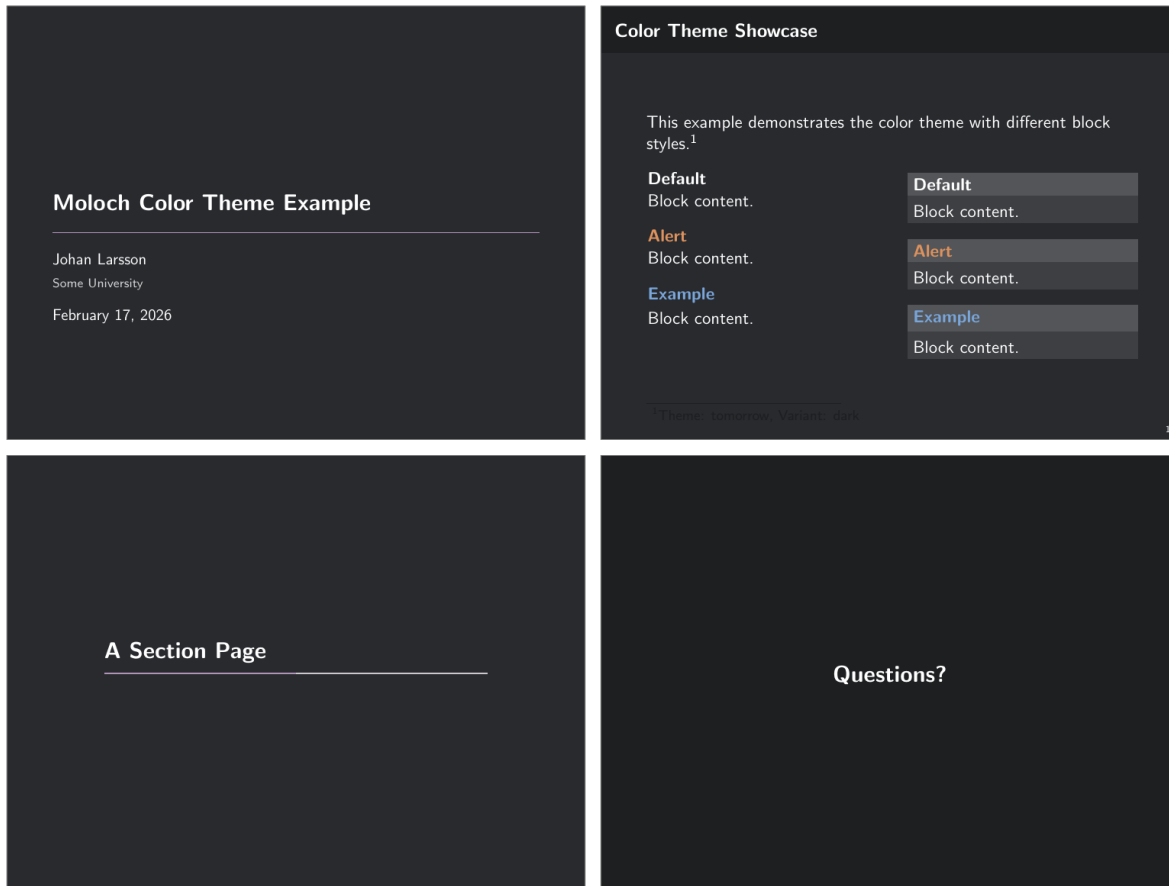 Moloch Color Theme Example
Johan Larsson
Some University
February 17, 2026
Color Theme Showcase
This example demonstrates the color theme with different block
styles.¹
Default
Block content.
Alert
Block content.
Example
Block content.
Default
Block content.
Alert
Block content.
Example
Block content.
¹Theme: tomorrow, Variant: dark
1
A Section Page
Questions?